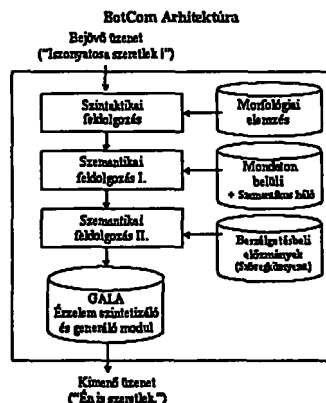 BotCom Arhitektúra
Bejövő üzenet
("Iszonyatosa szeretlek!")
Szintaktikai
feldolgozás
Morfológiai
elemzés
Szemantikai
feldolgozás I.
Mondaton
belüli
+ Szemantikus háló
Szemantikai
feldolgozás II.
Beszélgetésbeli
előzmények
(Szövegkörnyezet)
GALA
Érzelem szintetizáló
és generáló modul
Kimenő üzenet
("Én is szeretlek.")